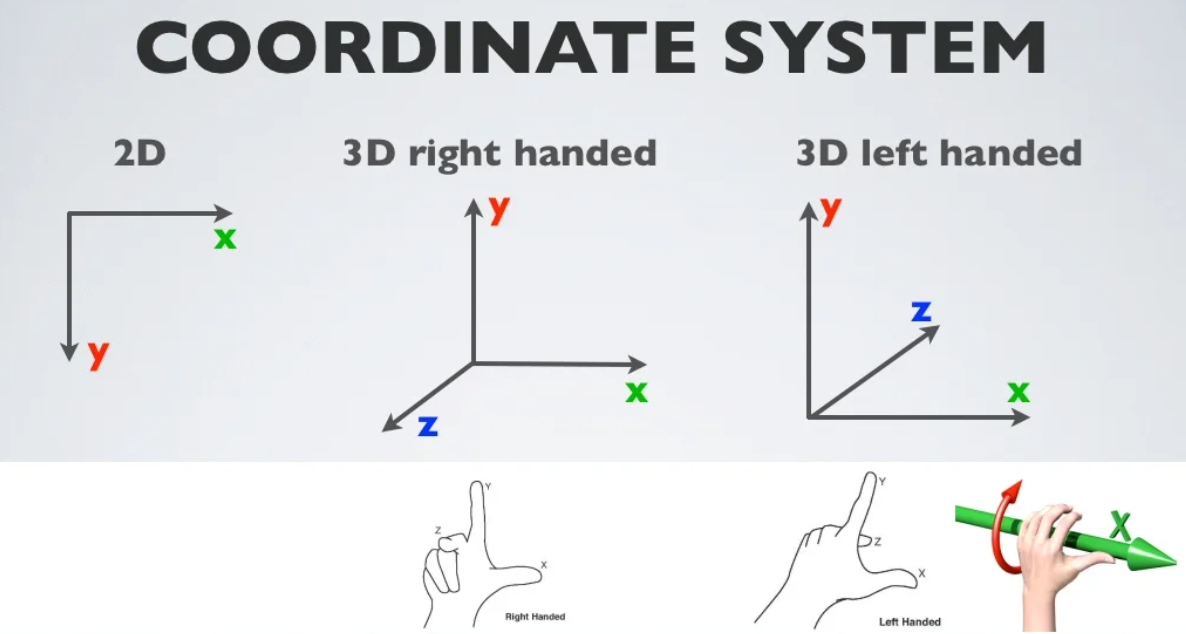 COORDINATE SYSTEM
2D
3D right handed
3D left handed
x
y
y
x
z
y
z
x
Y
Z
X
Right Handed
Y
Z
X
Left Handed
X